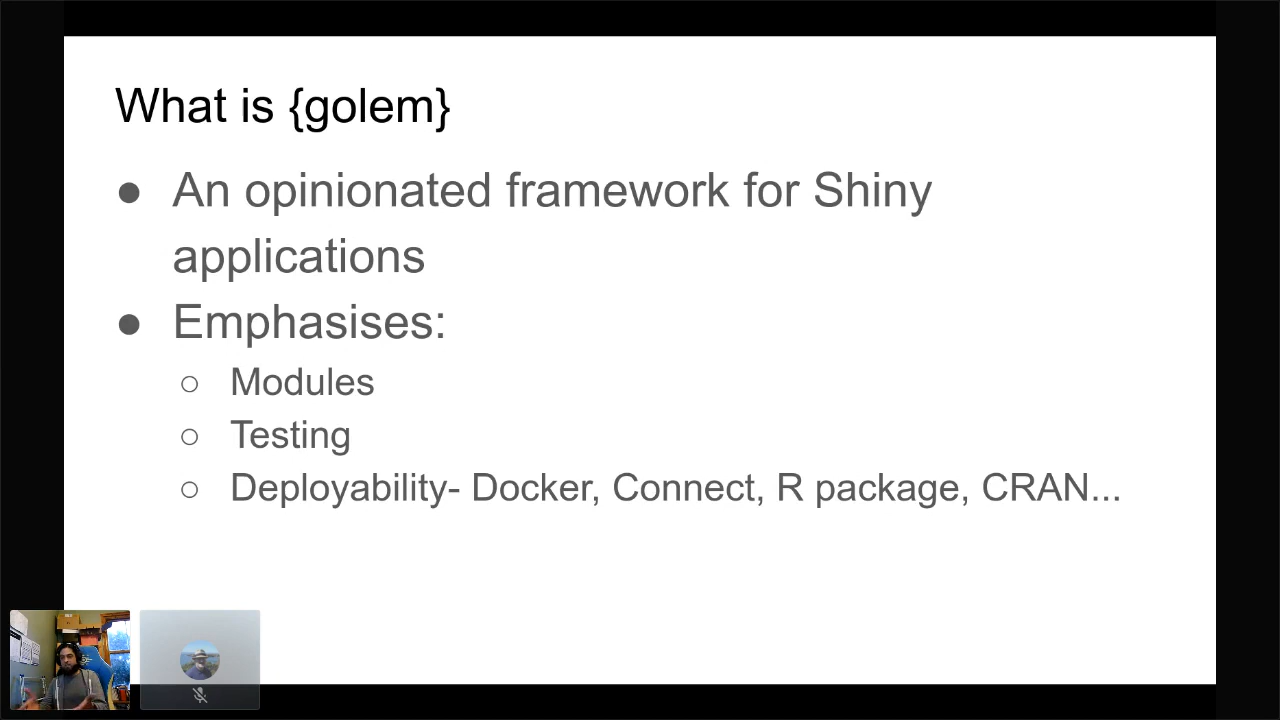 What is {golem}
● An opinionated framework for Shiny
applications
● Emphasises:
○ Modules
○ Testing
○ Deployability- Docker, Connect, R package, CRAN...